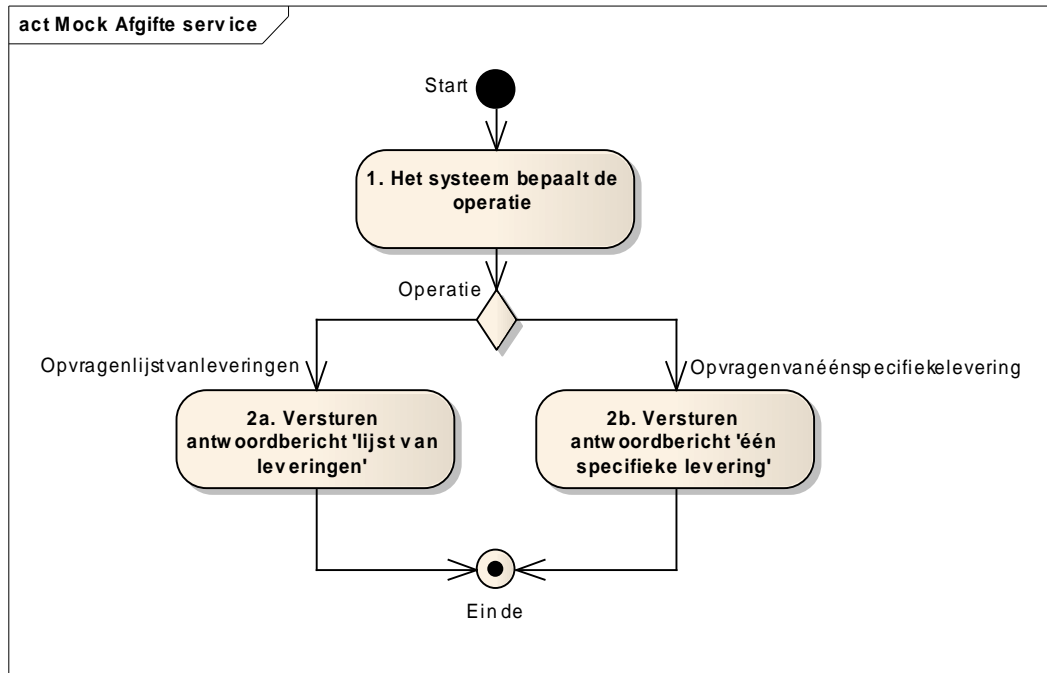 act Mock Afgifte service
Start
1. Het systeem bepaalt de
operatie
Operatie
Opvragenlijstvanleveringen
Opvragenvanéénspecifiekelevering
2a. Versturen
antwoordbericht 'lijst van
leveringen'
2b. Versturen
antwoordbericht 'één
specifieke levering'
Einde